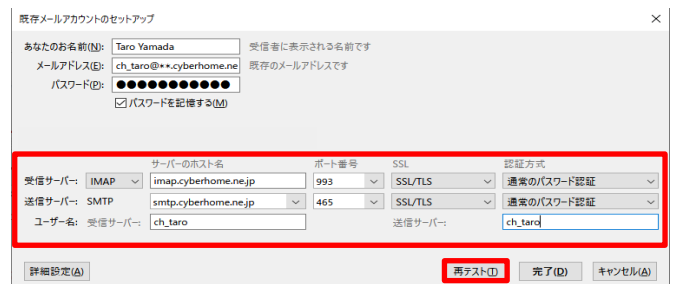 既存メールアカウントのセットアップ ×
あなたのお名前(N): Taro Yamada 受信者に表示される名前です
メールアドレス(E): ch_taro@**.cyberhome.ne 既存のメールアドレスです
パスワード(P): ●●●●●●●●●●●
パスワードを記憶する(M)
サーバーのホスト名 ポート番号 SSL 認証方式
受信サーバー: IMAP imap.cyberhome.ne.jp 993 SSL/TLS 通常のパスワード認証
送信サーバー: SMTP smtp.cyberhome.ne.jp 465 SSL/TLS 通常のパスワード認証
ユーザー名: 受信サーバー: ch_taro 送信サーバー: ch_taro
詳細設定(A) 再テスト(T) 完了(D) キャンセル(A)